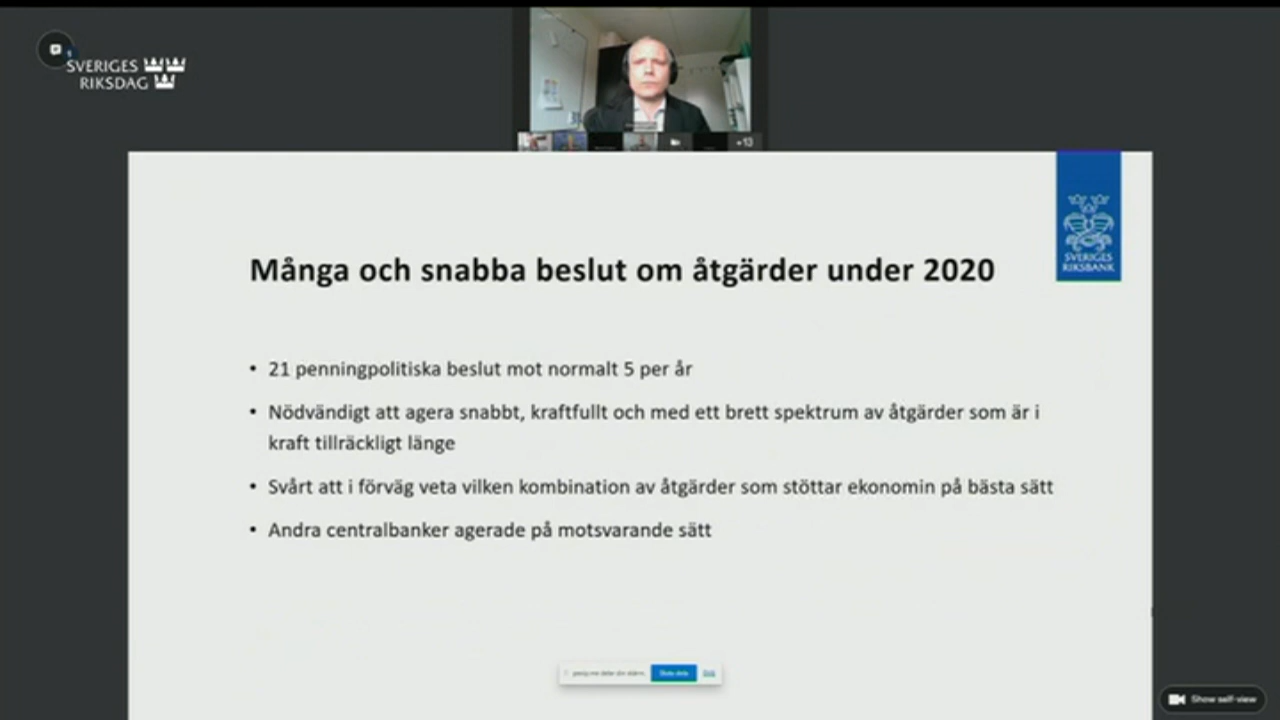 SVERIGES
RIKSDAG
+13
SVERIGES
RIKSBANK
Många och snabba beslut om åtgärder under 2020
• 21 penningpolitiska beslut mot normalt 5 per år
• Nödvändigt att agera snabbt, kraftfullt och med ett brett spektrum av åtgärder som är i
kraft tillräckligt länge
• Svårt att i förväg veta vilken kombination av åtgärder som stöttar ekonomin på bästa sätt
• Andra centralbanker agerade på motsvarande sätt
Show self-view